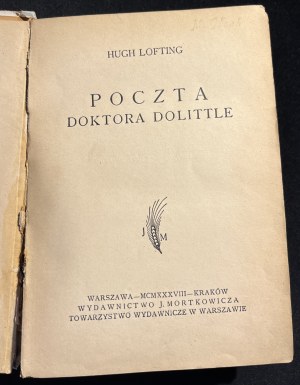 HUGH LOFTING
POCZTA
DOKTORA DOLITTLE
J M
WARSZAWA—MCMXXXVIII—KRAKÓW
WYDAWNICTWO J. MORTKOWICZA
TOWARZYSTWO WYDAWNICZE W WARSZAWIE